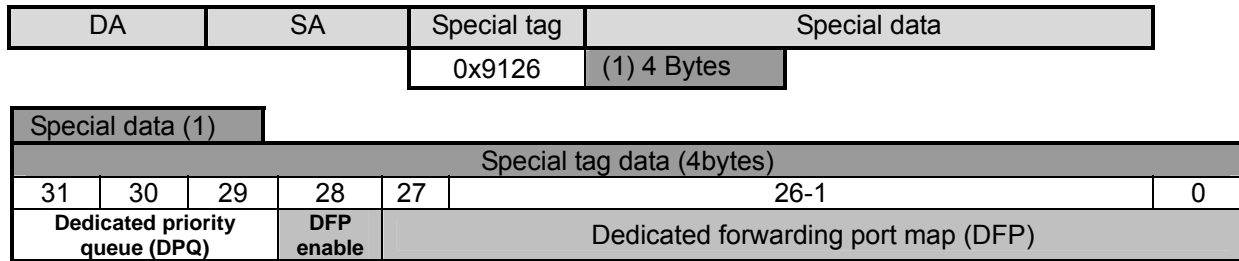 DA SA Special tag Special data
0x9126 (1) 4 Bytes
Special data (1)
Special tag data (4bytes)
31 30 29 28 27 26-1 0
Dedicated priority queue (DPQ) DFP enable Dedicated forwarding port map (DFP)